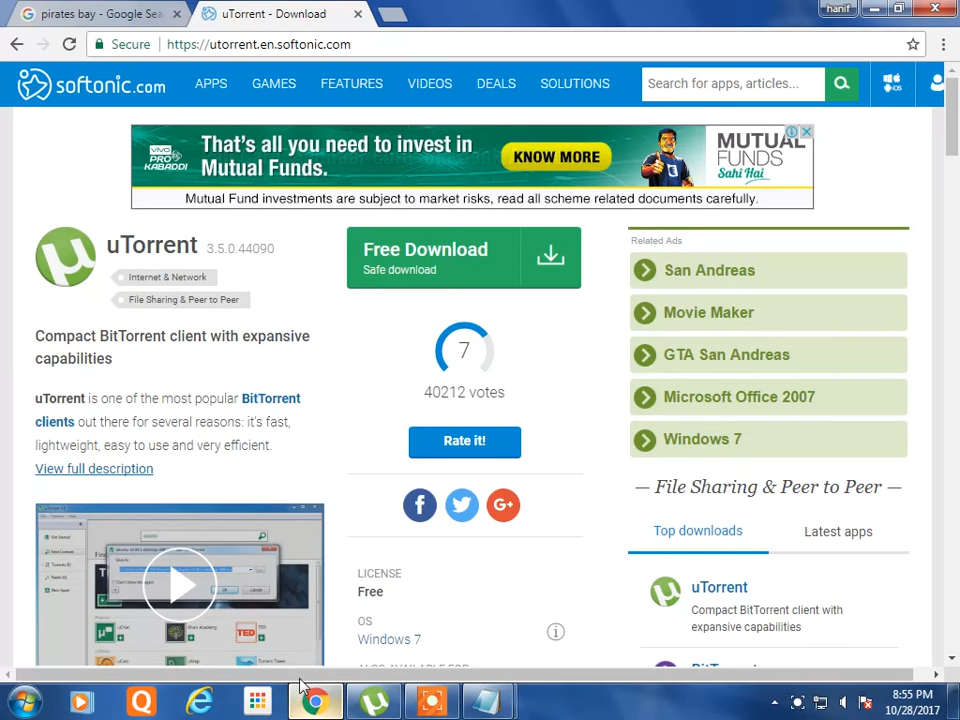 pirates bay - Google Sea
uTorrent - Download
hanif
Secure
https://utorrent.en.softonic.com
softonic.com
APPS
GAMES
FEATURES
VIDEOS
DEALS
SOLUTIONS
Search for apps, articles...
iOS
VIVO
PRO
KABADDI
That's all you need to invest in
Mutual Funds.
KNOW MORE
MUTUAL
FUNDS
Sahi Hai
Mutual Fund investments are subject to market risks, read all scheme related documents carefully.
uTorrent 3.5.0.44090
Internet & Network
File Sharing & Peer to Peer
Compact BitTorrent client with expansive
capabilities
uTorrent is one of the most popular BitTorrent
clients out there for several reasons: it's fast,
lightweight, easy to use and very efficient.
View full description
Free Download
Safe download
7
40212 votes
Rate it!
LICENSE
Free
OS
Windows 7
Related Ads
San Andreas
Movie Maker
GTA San Andreas
Microsoft Office 2007
Windows 7
— File Sharing & Peer to Peer —
Top downloads
Latest apps
uTorrent
Compact BitTorrent client with
expansive capabilities
TED
8:55 PM
10/28/2017